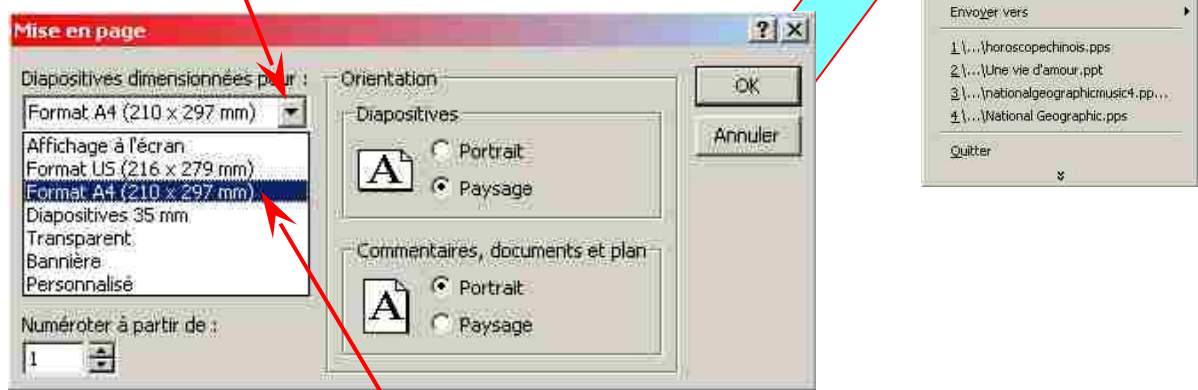 Mise en page
Diapositives dimensionnées pour :
Format A4 (210 x 297 mm)
Affichage à l'écran
Format US (216 x 279 mm)
Format A4 (210 x 297 mm)
Diapositives 35 mm
Transparent
Bannière
Personnalisé
Numéroter à partir de :
1
Orientation
Diapositives
A
Portrait
Paysage
Commentaires, documents et plan
A
Portrait
Paysage
OK
Annuler
Envoyer vers
1 \...\horoscopechinois.pps
2 \...\Une vie d'amour.ppt
3 \...\nationalgeographicmusic4.pp...
4 \...\National Geographic.pps
Quitter